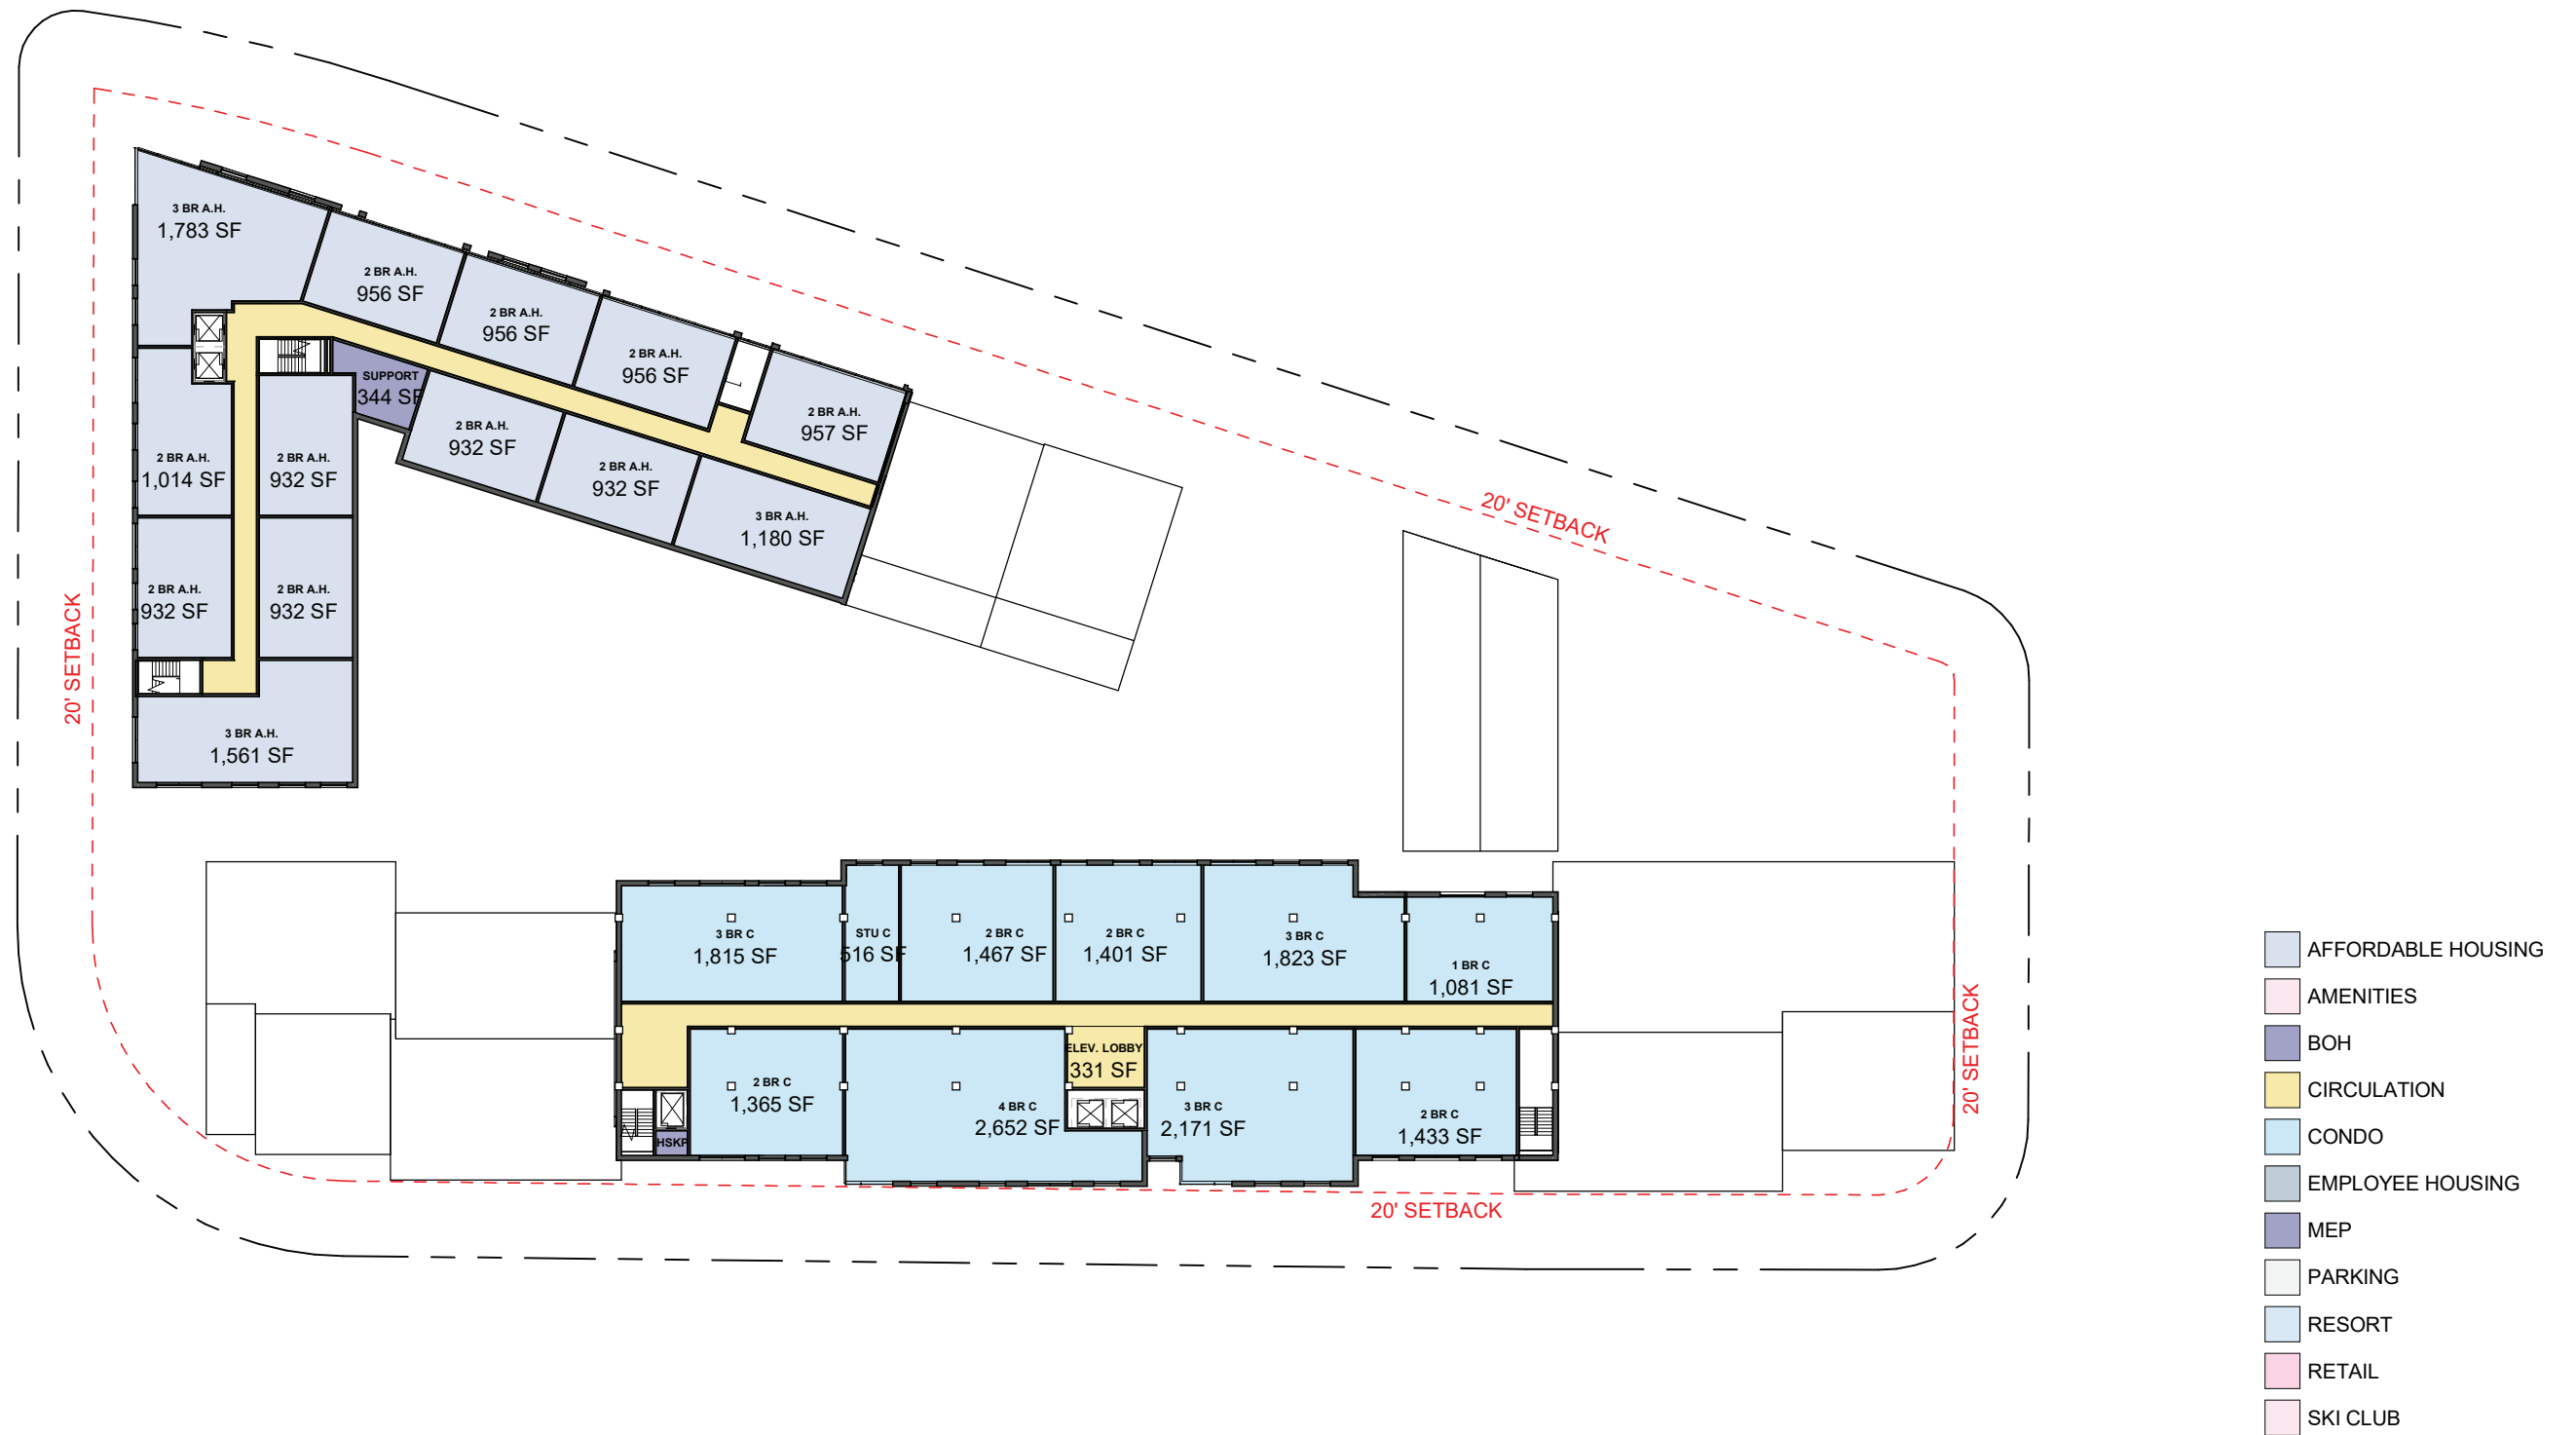 3 BR A.H.
1,783 SF
2 BR A.H.
956 SF
2 BR A.H.
956 SF
2 BR A.H.
956 SF
2 BR A.H.
957 SF
SUPPORT
344 SF
2 BR A.H.
932 SF
2 BR A.H.
932 SF
3 BR A.H.
1,180 SF
2 BR A.H.
1,014 SF
2 BR A.H.
932 SF
2 BR A.H.
932 SF
2 BR A.H.
932 SF
3 BR A.H.
1,561 SF
20' SETBACK
20' SETBACK
3 BR C
1,815 SF
STU C
516 SF
2 BR C
1,467 SF
2 BR C
1,401 SF
3 BR C
1,823 SF
1 BR C
1,081 SF
ELEV. LOBBY
331 SF
2 BR C
1,365 SF
4 BR C
2,652 SF
3 BR C
2,171 SF
2 BR C
1,433 SF
HSKP
20' SETBACK
20' SETBACK
AFFORDABLE HOUSING
AMENITIES
BOH
CIRCULATION
CONDO
EMPLOYEE HOUSING
MEP
PARKING
RESORT
RETAIL
SKI CLUB